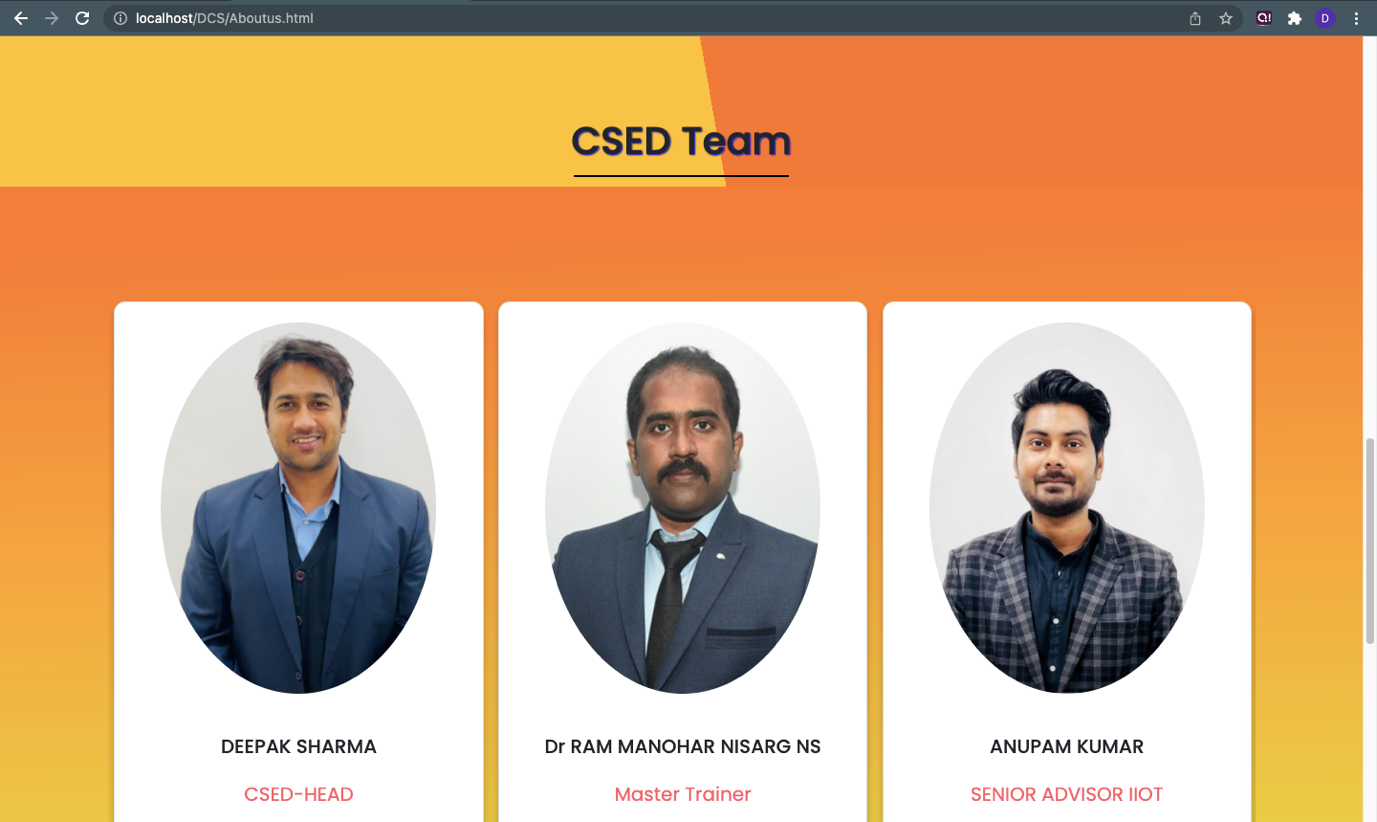 localhost/DCS/Aboutus.html
Q!
D
CSED Team
DEEPAK SHARMA
CSED-HEAD
Dr RAM MANOHAR NISARG NS
Master Trainer
ANUPAM KUMAR
SENIOR ADVISOR IIOT